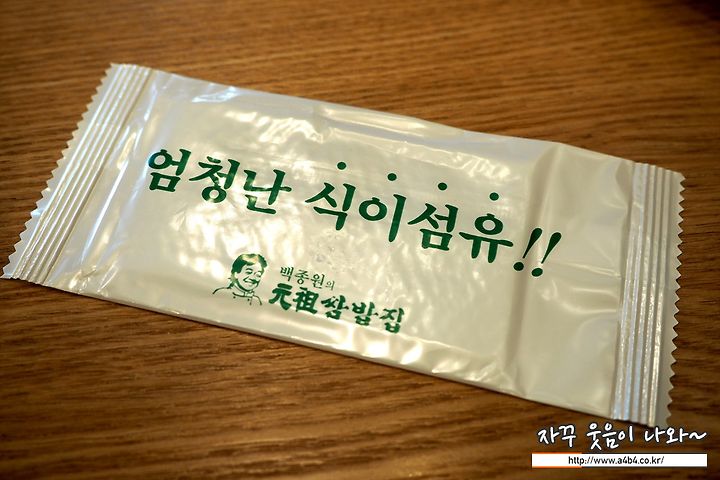 엄청난 식이섬유!!
백종원의
元祖쌈밥집
자꾸 웃음이 나와~
http://www.a4b4.co.kr/